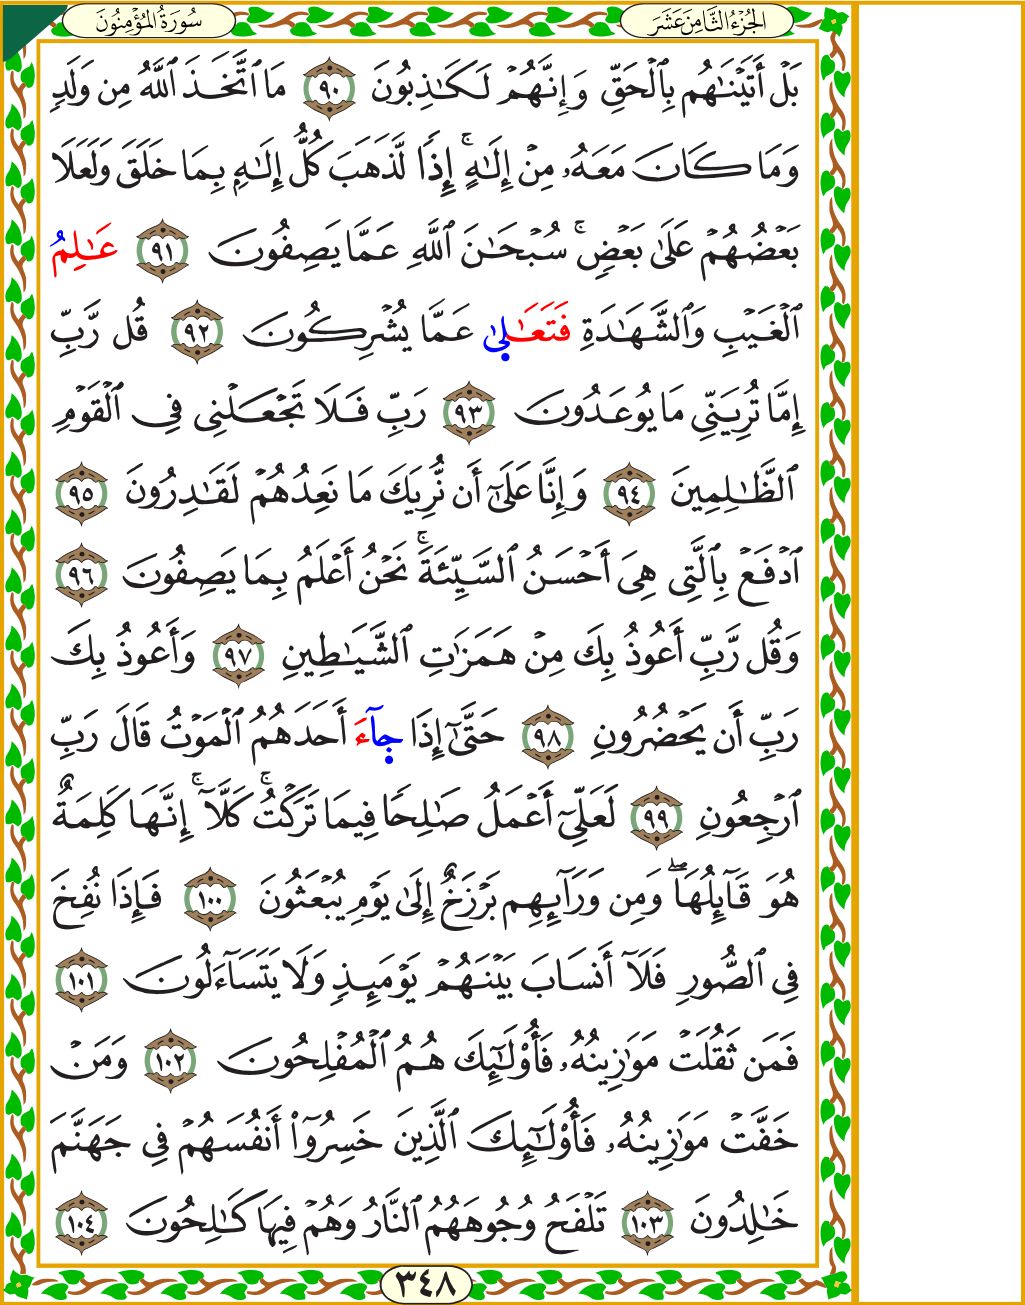 سُورَةُ المُؤْمِنُونَ
الجُزْءُ الثَّامِنَ عَشَرَ
بَلْ أَتَيْنَٰهُم بِٱلْحَقِّ وَإِنَّهُمْ لَكَٰذِبُونَ ٩٠ مَا ٱتَّخَذَ ٱللَّهُ مِن وَلَدٍ
وَمَا كَانَ مَعَهُۥ مِنْ إِلَٰهٍ ۚ إِذًا لَّذَهَبَ كُلُّ إِلَٰهٍۭ بِمَا خَلَقَ وَلَعَلَا
بَعْضُهُمْ عَلَىٰ بَعْضٍ ۚ سُبْحَٰنَ ٱللَّهِ عَمَّا يَصِفُونَ ٩١ عَٰلِمُ
ٱلْغَيْبِ وَٱلشَّهَٰدَةِ فَتَعَٰلَىٰ عَمَّا يُشْرِكُونَ ٩٢ قُل رَّبِّ
إِمَّا تُرِيَنِّى مَا يُوعَدُونَ ٩٣ رَبِّ فَلَا تَجْعَلْنِى فِى ٱلْقَوْمِ
ٱلظَّٰلِمِينَ ٩٤ وَإِنَّا عَلَىٰٓ أَن نُّرِيَكَ مَا نَعِدُهُمْ لَقَٰدِرُونَ ٩٥
ٱدْفَعْ بِٱلَّتِى هِىَ أَحْسَنُ ٱلسَّيِّئَةَ ۚ نَحْنُ أَعْلَمُ بِمَا يَصِفُونَ ٩٦
وَقُل رَّبِّ أَعُوذُ بِكَ مِنْ هَمَزَٰتِ ٱلشَّيَٰطِينِ ٩٧ وَأَعُوذُ بِكَ
رَبِّ أَن يَحْضُرُونِ ٩٨ حَتَّىٰٓ إِذَا جَآءَ أَحَدَهُمُ ٱلْمَوْتُ قَالَ رَبِّ
ٱرْجِعُونِ ٩٩ لَعَلِّىٓ أَعْمَلُ صَٰلِحًا فِيمَا تَرَكْتُ ۚ كَلَّآ ۚ إِنَّهَا كَلِمَةٌ
هُوَ قَآئِلُهَا ۖ وَمِن وَرَآئِهِم بَرْزَخٌ إِلَىٰ يَوْمِ يُبْعَثُونَ ١٠٠ فَإِذَا نُفِخَ
فِى ٱلصُّورِ فَلَآ أَنسَابَ بَيْنَهُمْ يَوْمَئِذٍ وَلَا يَتَسَآءَلُونَ ١٠١
فَمَن ثَقُلَتْ مَوَٰزِينُهُۥ فَأُو۟لَٰٓئِكَ هُمُ ٱلْمُفْلِحُونَ ١٠٢ وَمَنْ
خَفَّتْ مَوَٰزِينُهُۥ فَأُو۟لَٰٓئِكَ ٱلَّذِينَ خَسِرُوٓا۟ أَنفُسَهُمْ فِى جَهَنَّمَ
خَٰلِدُونَ ١٠٣ تَلْفَحُ وُجُوهَهُمُ ٱلنَّارُ وَهُمْ فِيهَا كَٰلِحُونَ ١٠٤
٣٤٨